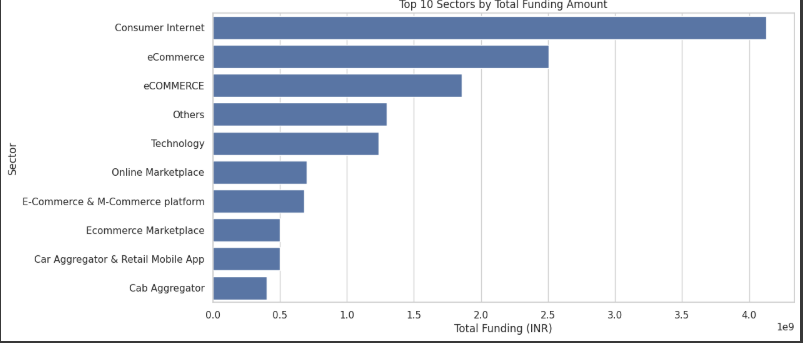 Top 10 Sectors by Total Funding Amount
Consumer Internet
eCommerce
eCOMMERCE
Others
Technology
Online Marketplace
E-Commerce & M-Commerce platform
Ecommerce Marketplace
Car Aggregator & Retail Mobile App
Cab Aggregator
Sector
0.0 0.5 1.0 1.5 2.0 2.5 3.0 3.5 4.0
1e9
Total Funding (INR)